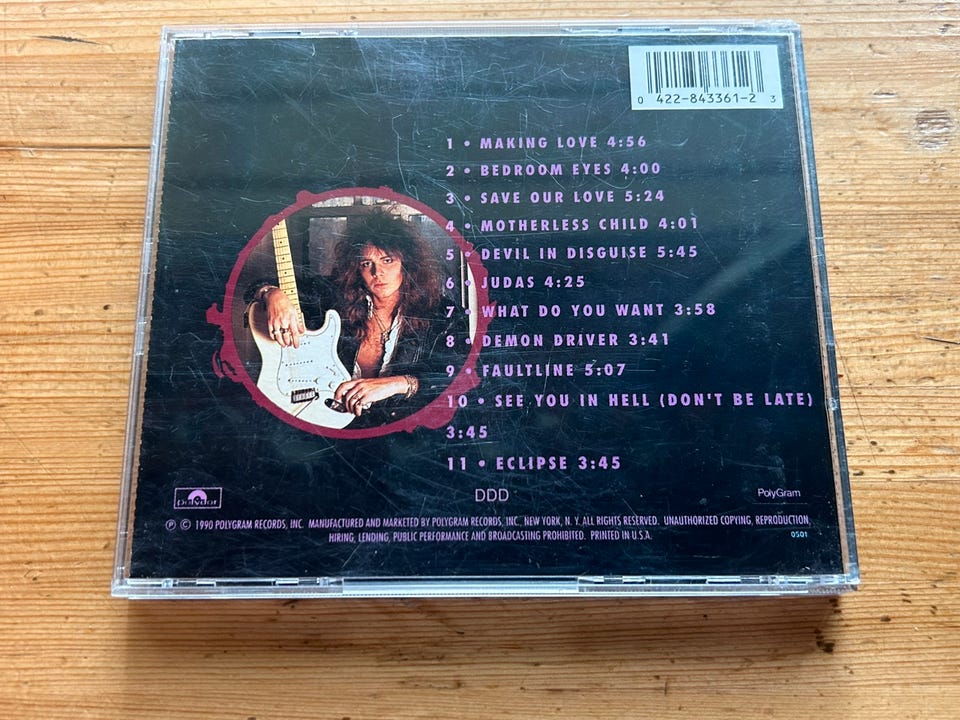 0 422-843361-2 3
1 • MAKING LOVE 4:56
2 • BEDROOM EYES 4:00
3 • SAVE OUR LOVE 5:24
4 • MOTHERLESS CHILD 4:01
5 • DEVIL IN DISGUISE 5:45
6 • JUDAS 4:25
7 • WHAT DO YOU WANT 3:58
8 • DEMON DRIVER 3:41
9 • FAULTLINE 5:07
10 • SEE YOU IN HELL (DON'T BE LATE)
3:45
11 • ECLIPSE 3:45
DDD
polydor
PolyGram
℗ © 1990 POLYGRAM RECORDS, INC. MANUFACTURED AND MARKETED BY POLYGRAM RECORDS, INC. NEW YORK, N. Y. ALL RIGHTS RESERVED. UNAUTHORIZED COPYING, REPRODUCTION,
HIRING, LENDING, PUBLIC PERFORMANCE AND BROADCASTING PROHIBITED. PRINTED IN U.S.A.
0501